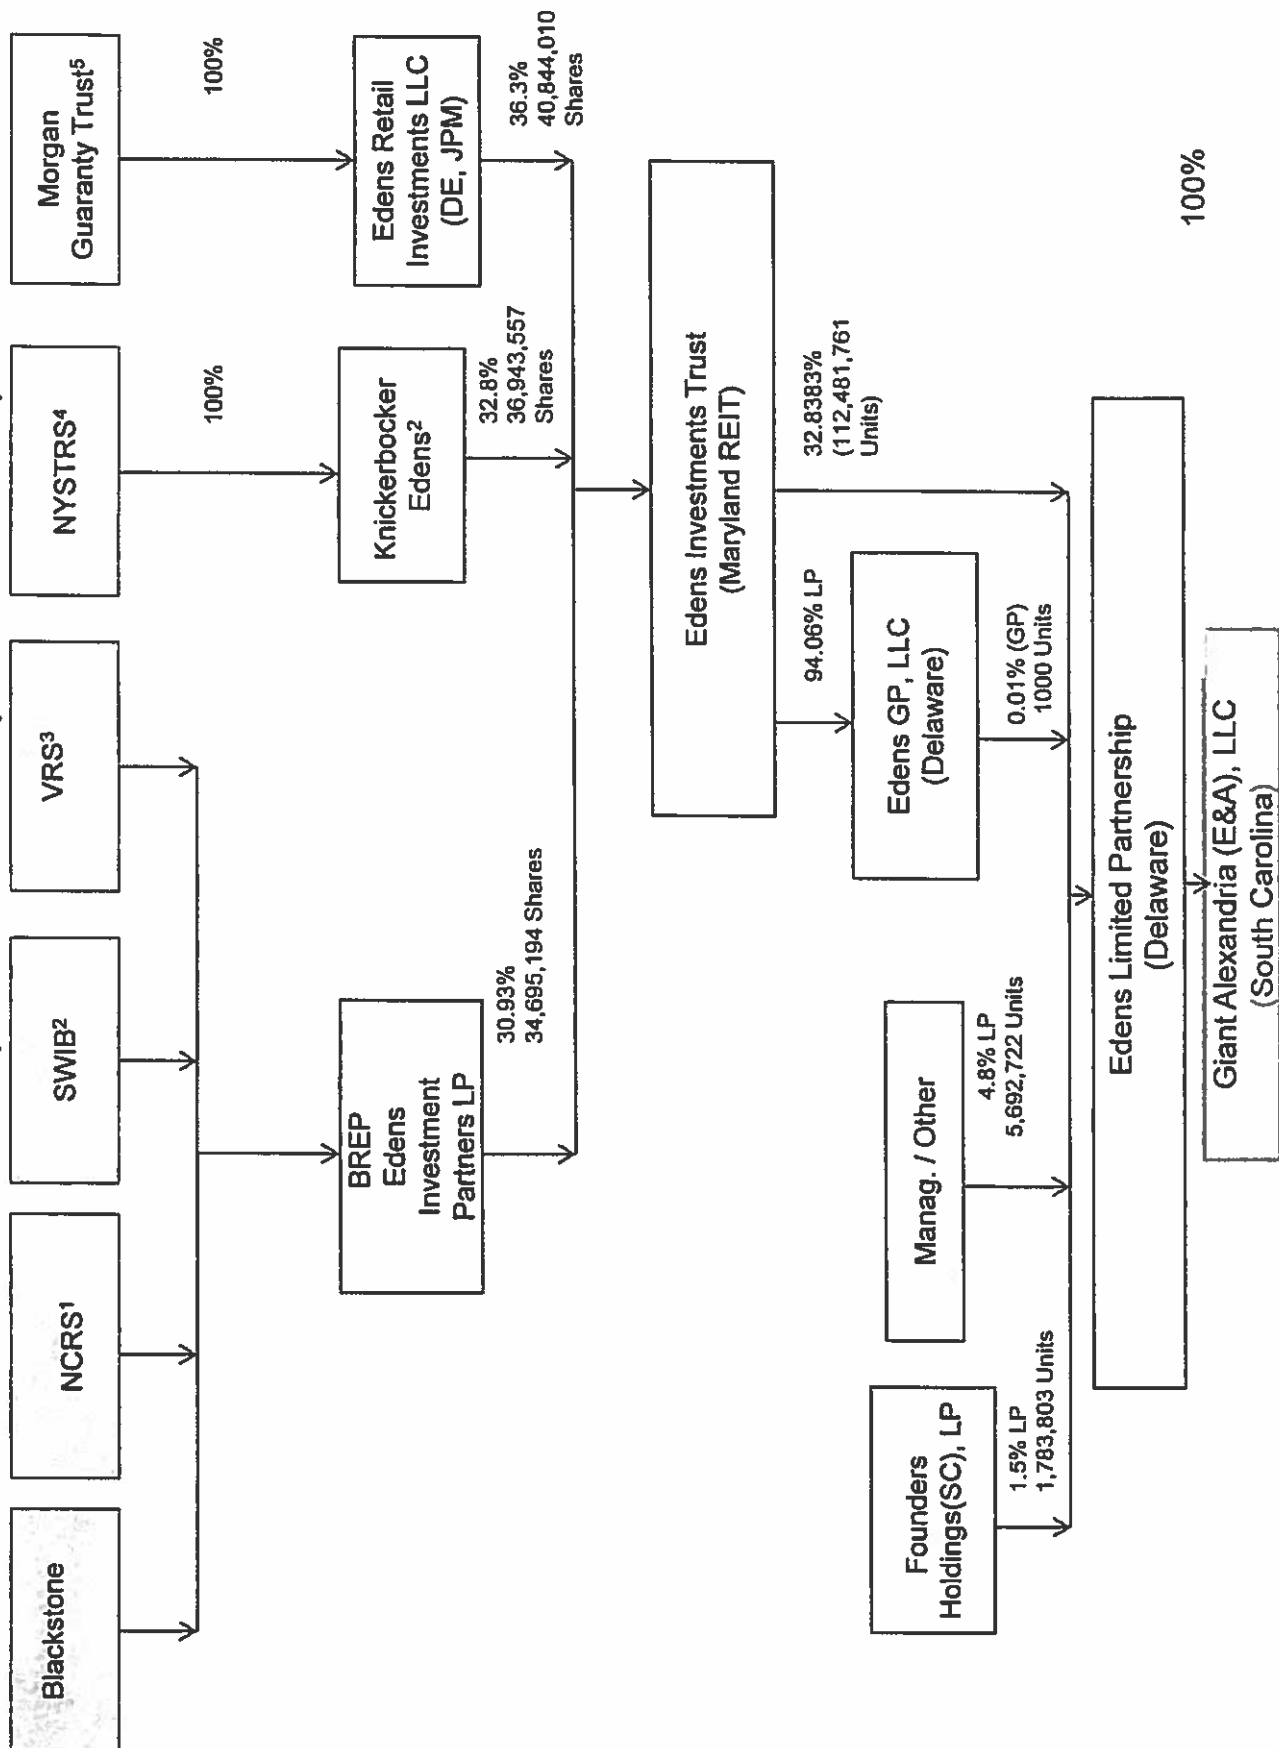 Blackstone
NCRS¹
SWIB²
VRS³
NYSTRS⁴
Morgan
Guaranty Trust⁵
100%
100%
BREP
Edens
Investment
Partners LP
Knickerbocker
Edens²
Edens Retail
Investments LLC
(DE, JPM)
30.93%
34,695,194 Shares
32.8%
36,943,557
Shares
36.3%
40,844,010
Shares
Edens Investments Trust
(Maryland REIT)
94.06% LP
32.8383%
(112,481,761
Units)
Founders
Holdings(SC), LP
Manag. / Other
Edens GP, LLC
(Delaware)
1.5% LP
1,783,803 Units
4.8% LP
5,692,722 Units
0.01% (GP)
1000 Units
Edens Limited Partnership
(Delaware)
100%
Giant Alexandria (E&A), LLC
(South Carolina)